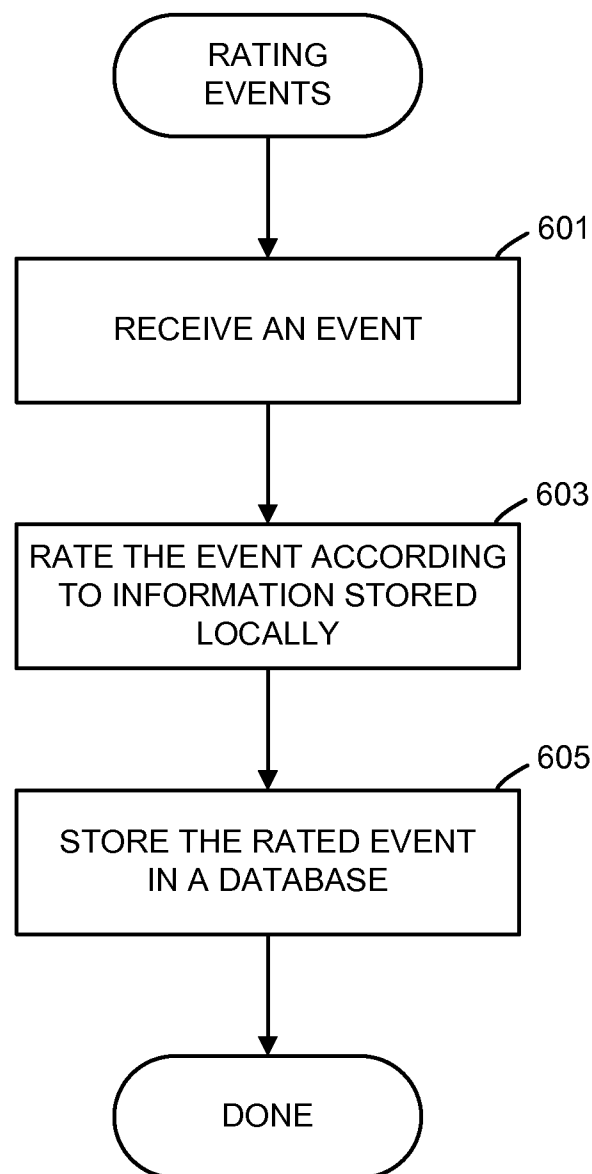 RATING
EVENTS
601
RECEIVE AN EVENT
603
RATE THE EVENT ACCORDING
TO INFORMATION STORED
LOCALLY
605
STORE THE RATED EVENT
IN A DATABASE
DONE